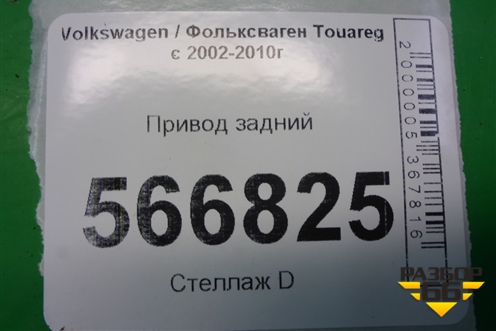 Volkswagen / Фольксваген Touareg
с 2002-2010г
Привод задний
566825
Стеллаж D
2000005367816
РАЗБОР
66